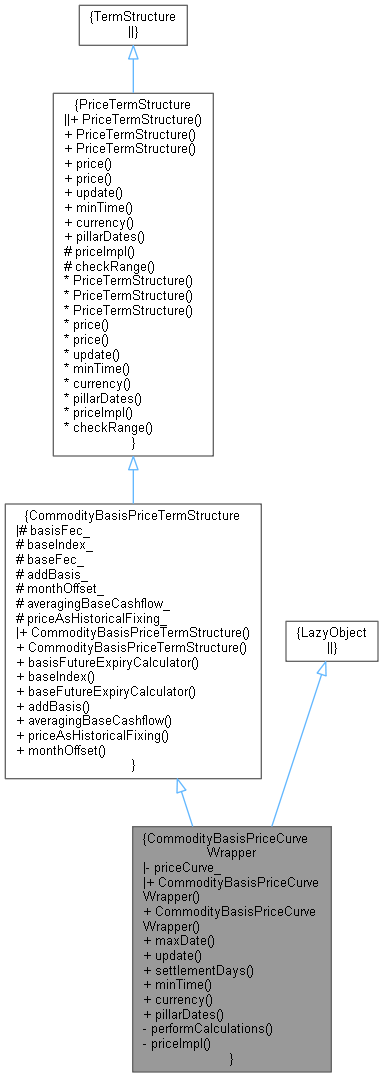 {TermStructure
||}
{PriceTermStructure
||+ PriceTermStructure()
+ PriceTermStructure()
+ PriceTermStructure()
+ price()
+ price()
+ update()
+ minTime()
+ currency()
+ pillarDates()
# priceImpl()
# checkRange()
* PriceTermStructure()
* PriceTermStructure()
* PriceTermStructure()
* price()
* price()
* update()
* minTime()
* currency()
* pillarDates()
* priceImpl()
* checkRange()
}
{CommodityBasisPriceTermStructure
|# basisFec_
# baseIndex_
# baseFec_
# addBasis_
# monthOffset_
# averagingBaseCashflow_
# priceAsHistoricalFixing_
|+ CommodityBasisPriceTermStructure()
+ CommodityBasisPriceTermStructure()
+ basisFutureExpiryCalculator()
+ baseIndex()
+ baseFutureExpiryCalculator()
+ addBasis()
+ averagingBaseCashflow()
+ priceAsHistoricalFixing()
+ monthOffset()
}
{LazyObject
||}
{CommodityBasisPriceCurve
Wrapper
|- priceCurve_
|+ CommodityBasisPriceCurve
Wrapper()
+ CommodityBasisPriceCurve
Wrapper()
+ maxDate()
+ update()
+ settlementDays()
+ minTime()
+ currency()
+ pillarDates()
- performCalculations()
- priceImpl()
}